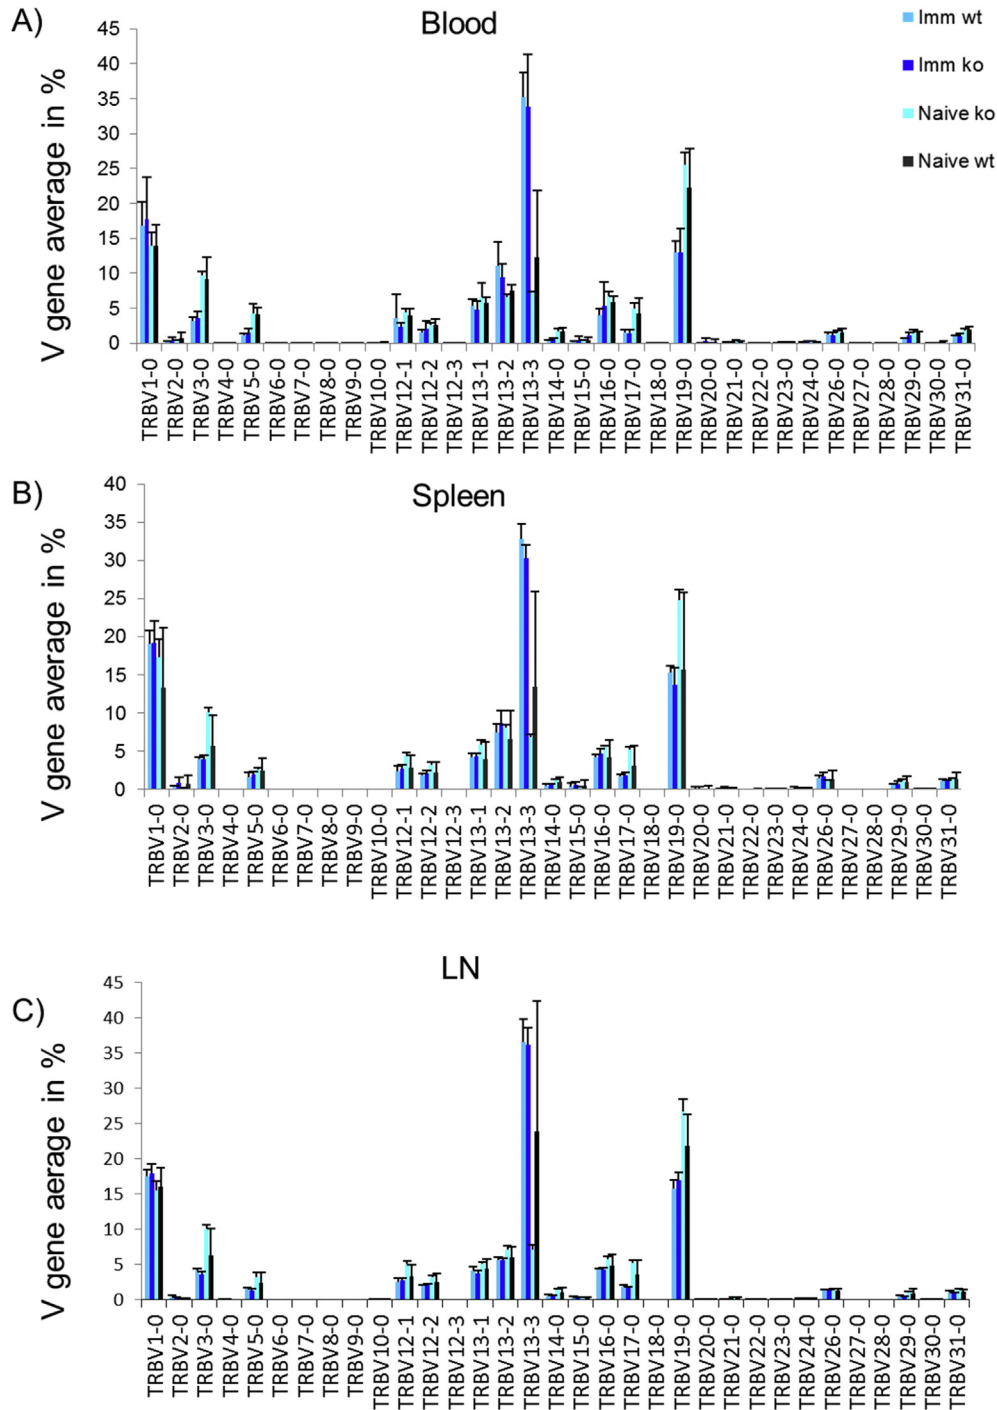 A)
Blood
Imm wt
Imm ko
Naive ko
Naive wt
V gene average in %
45
40
35
30
25
20
15
10
5
0
TRBV1-0
TRBV2-0
TRBV3-0
TRBV4-0
TRBV5-0
TRBV6-0
TRBV7-0
TRBV8-0
TRBV9-0
TRBV10-0
TRBV12-1
TRBV12-2
TRBV12-3
TRBV13-1
TRBV13-2
TRBV13-3
TRBV14-0
TRBV15-0
TRBV16-0
TRBV17-0
TRBV18-0
TRBV19-0
TRBV20-0
TRBV21-0
TRBV22-0
TRBV23-0
TRBV24-0
TRBV26-0
TRBV27-0
TRBV28-0
TRBV29-0
TRBV30-0
TRBV31-0
B)
Spleen
V gene average in %
40
35
30
25
20
15
10
5
0
TRBV1-0
TRBV2-0
TRBV3-0
TRBV4-0
TRBV5-0
TRBV6-0
TRBV7-0
TRBV8-0
TRBV9-0
TRBV10-0
TRBV12-1
TRBV12-2
TRBV12-3
TRBV13-1
TRBV13-2
TRBV13-3
TRBV14-0
TRBV15-0
TRBV16-0
TRBV17-0
TRBV18-0
TRBV19-0
TRBV20-0
TRBV21-0
TRBV22-0
TRBV23-0
TRBV24-0
TRBV26-0
TRBV27-0
TRBV28-0
TRBV29-0
TRBV30-0
TRBV31-0
C)
LN
V gene aerage in %
45
40
35
30
25
20
15
10
5
0
TRBV1-0
TRBV2-0
TRBV3-0
TRBV4-0
TRBV5-0
TRBV6-0
TRBV7-0
TRBV8-0
TRBV9-0
TRBV10-0
TRBV12-1
TRBV12-2
TRBV12-3
TRBV13-1
TRBV13-2
TRBV13-3
TRBV14-0
TRBV15-0
TRBV16-0
TRBV17-0
TRBV18-0
TRBV19-0
TRBV20-0
TRBV21-0
TRBV22-0
TRBV23-0
TRBV24-0
TRBV26-0
TRBV27-0
TRBV28-0
TRBV29-0
TRBV30-0
TRBV31-0